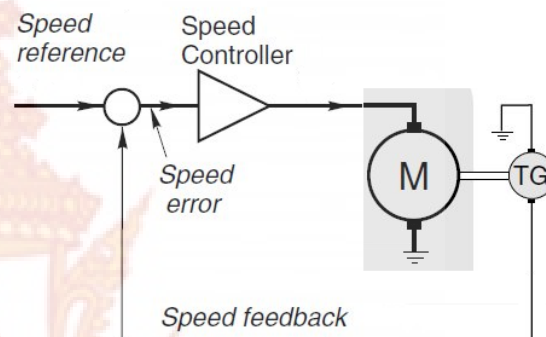 Speed
reference
Speed
Controller
Speed
error
M
TG
Speed feedback